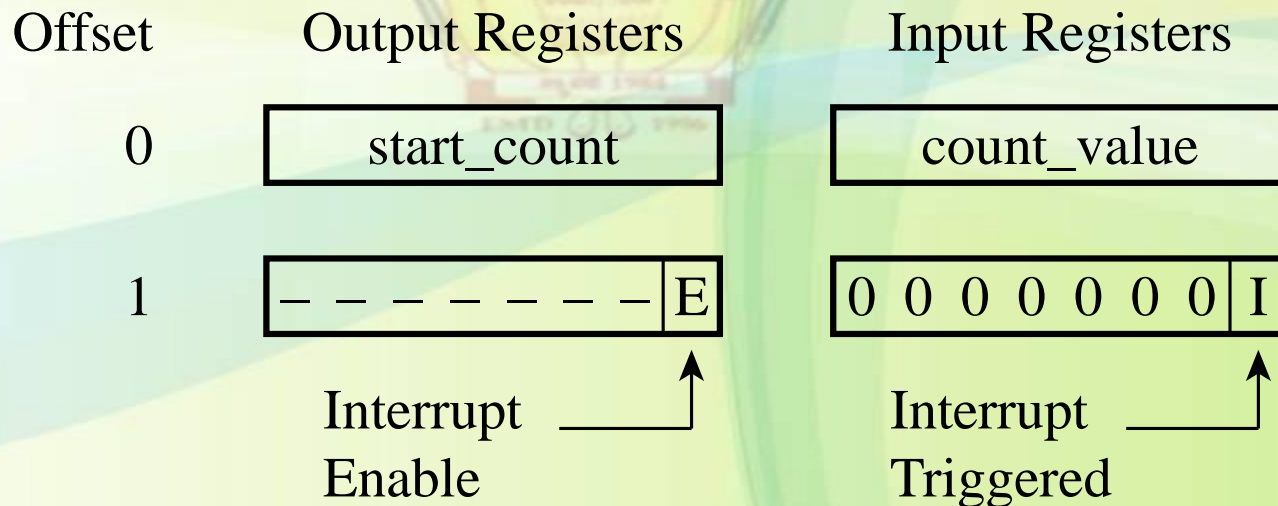 Offset Output Registers Input Registers
0 start_count count_value
1 – – – – – – – E 0 0 0 0 0 0 0 I
Interrupt Interrupt
Enable Triggered